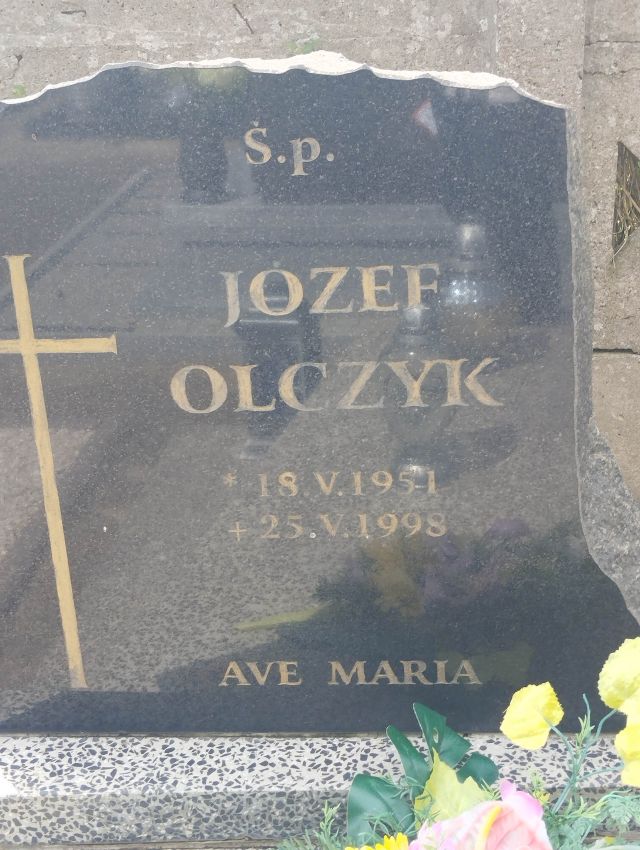 Ś.p.
JOZEF
OLCZYK
* 18.V.1951
+ 25.V.1998
AVE MARIA